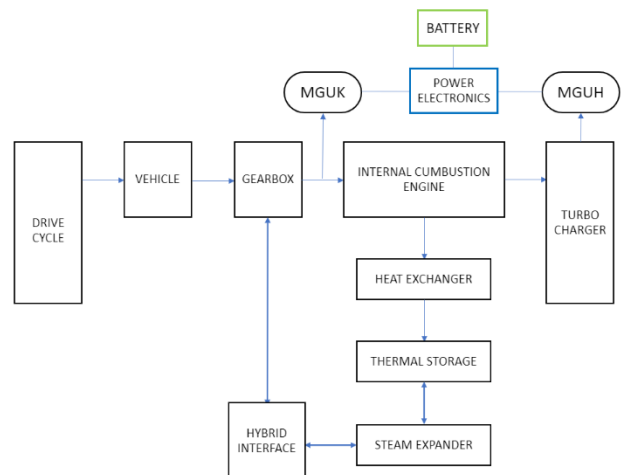 BATTERY
MGUK
POWER
ELECTRONICS
MGUH
DRIVE
CYCLE
VEHICLE
GEARBOX
INTERNAL CUMBUSTION
ENGINE
TURBO
CHARGER
HEAT EXCHANGER
THERMAL STORAGE
HYBRID
INTERFACE
STEAM EXPANDER